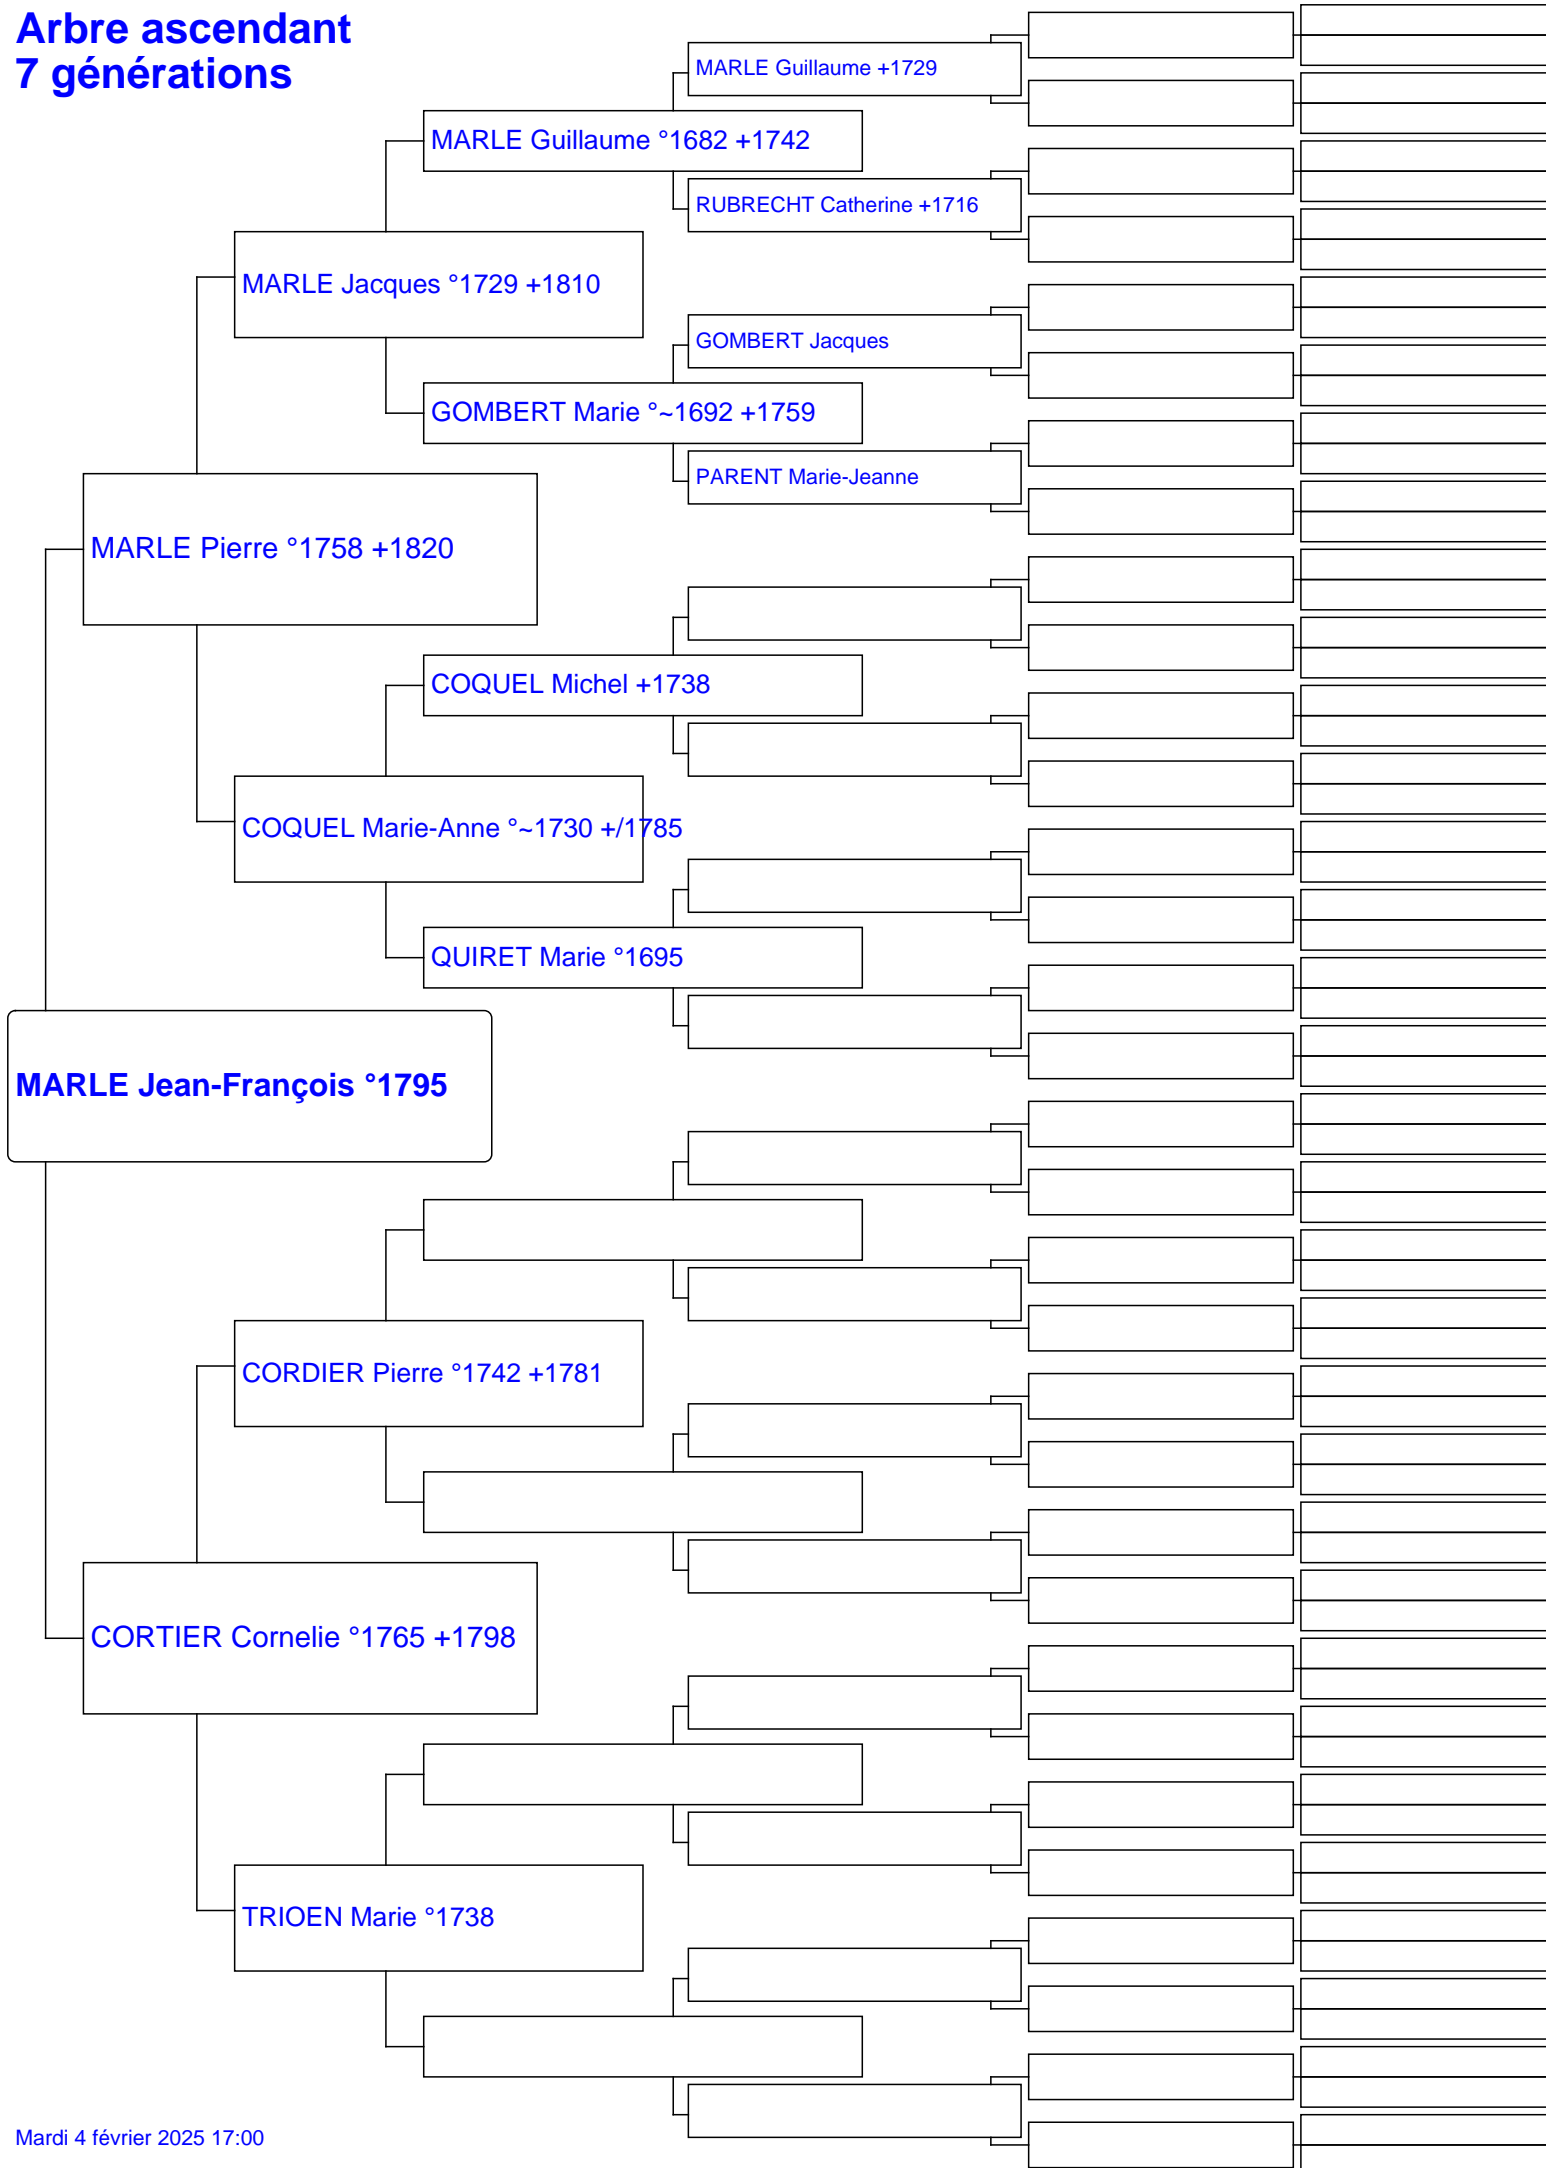 Arbre ascendant
7 générations
MARLE Guillaume +1729
MARLE Guillaume °1682 +1742
RUBRECHT Catherine +1716
MARLE Jacques °1729 +1810
GOMBERT Jacques
GOMBERT Marie °~1692 +1759
PARENT Marie-Jeanne
MARLE Pierre °1758 +1820
COQUEL Michel +1738
COQUEL Marie-Anne °~1730 +/1785
QUIRET Marie °1695
MARLE Jean-François °1795
CORDIER Pierre °1742 +1781
CORTIER Cornelie °1765 +1798
TRIOEN Marie °1738
Mardi 4 février 2025 17:00